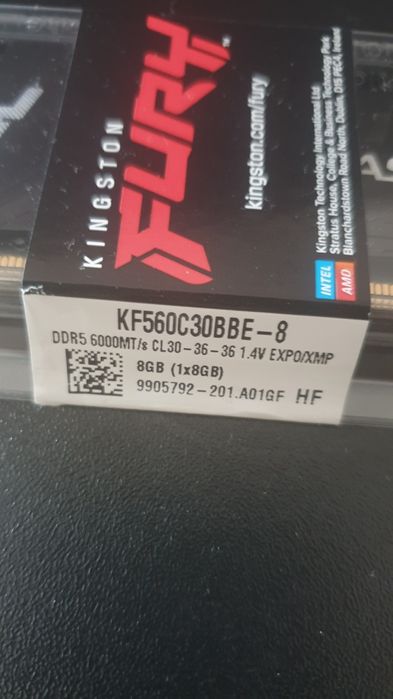 KINGSTON
FURY™
kingston.com/fury
Kingston Technology International Ltd
Stratus House, College & Business Technology Park
Blanchardstown Road North, Dublin, D15 PEC4, Ireland
INTEL
AMD
KF560C30BBE-8
DDR5 6000MT/s CL30-36-36 1.4V EXPO/XMP
8GB (1x8GB)
9905792-201.A01GF HF